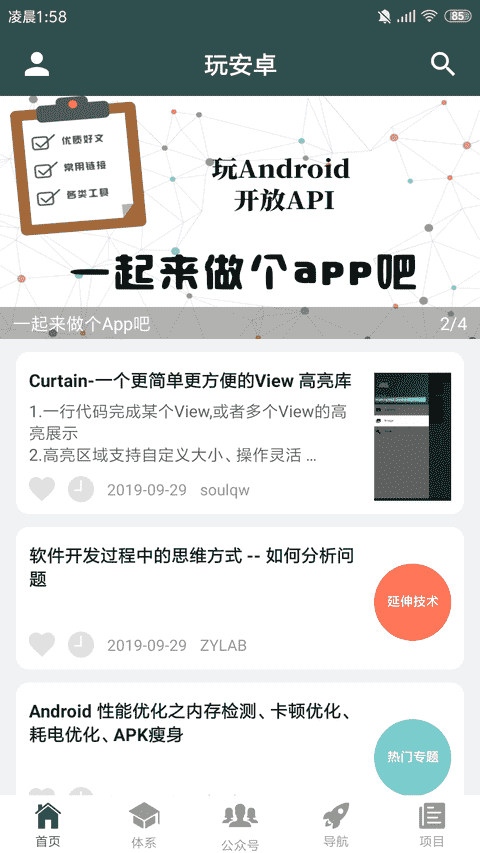 凌晨1:58
85
玩安卓
优质好文
常用链接
各类工具
玩Android
开放API
一起来做个app吧
一起来做个App吧
2/4
Curtain-一个更简单更方便的View 高亮库
1.一行代码完成某个View,或者多个View的高
亮展示
2.高亮区域支持自定义大小、操作灵活 ...
2019-09-29 soulqw
软件开发过程中的思维方式 -- 如何分析问
题
延伸技术
2019-09-29 ZYLAB
Android 性能优化之内存检测、卡顿优化、
耗电优化、APK瘦身
热门专题
首页
体系
公众号
导航
项目